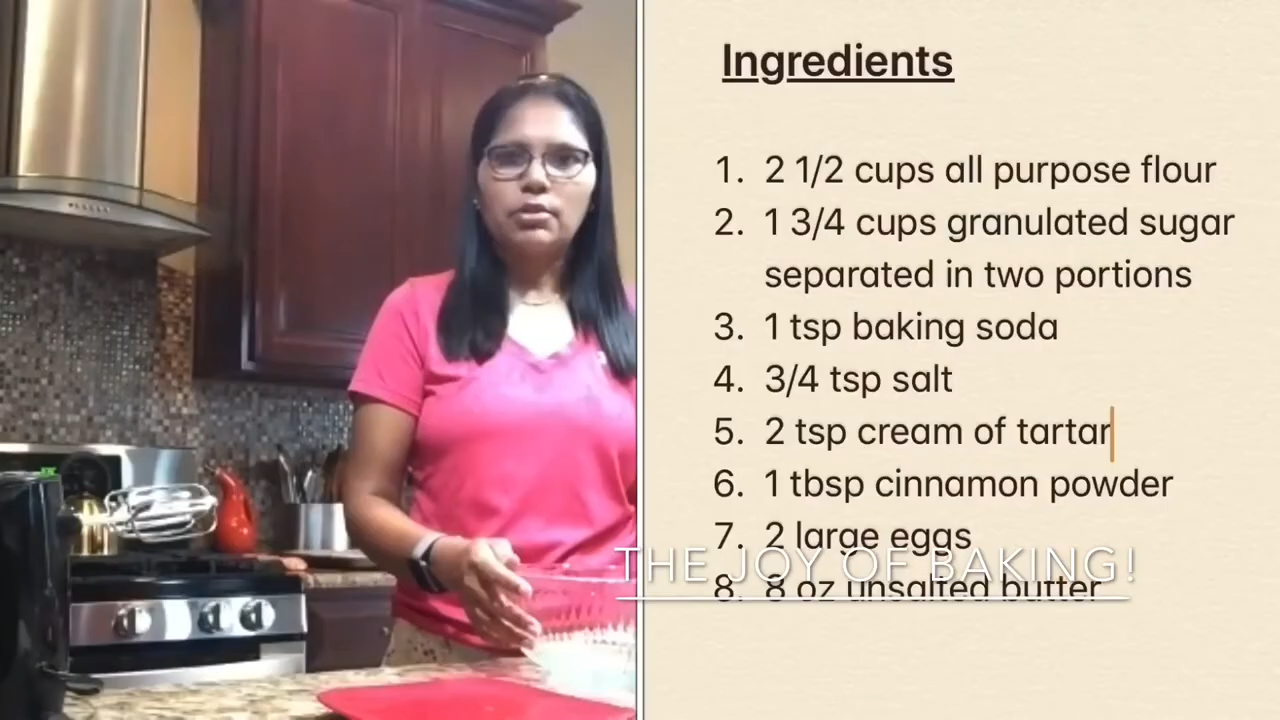 Ingredients
1. 2 1/2 cups all purpose flour
2. 1 3/4 cups granulated sugar
separated in two portions
3. 1 tsp baking soda
4. 3/4 tsp salt
5. 2 tsp cream of tartar
6. 1 tbsp cinnamon powder
7. 2 large eggs
THE JOY OF BAKING!
8. 8 oz unsalted butter